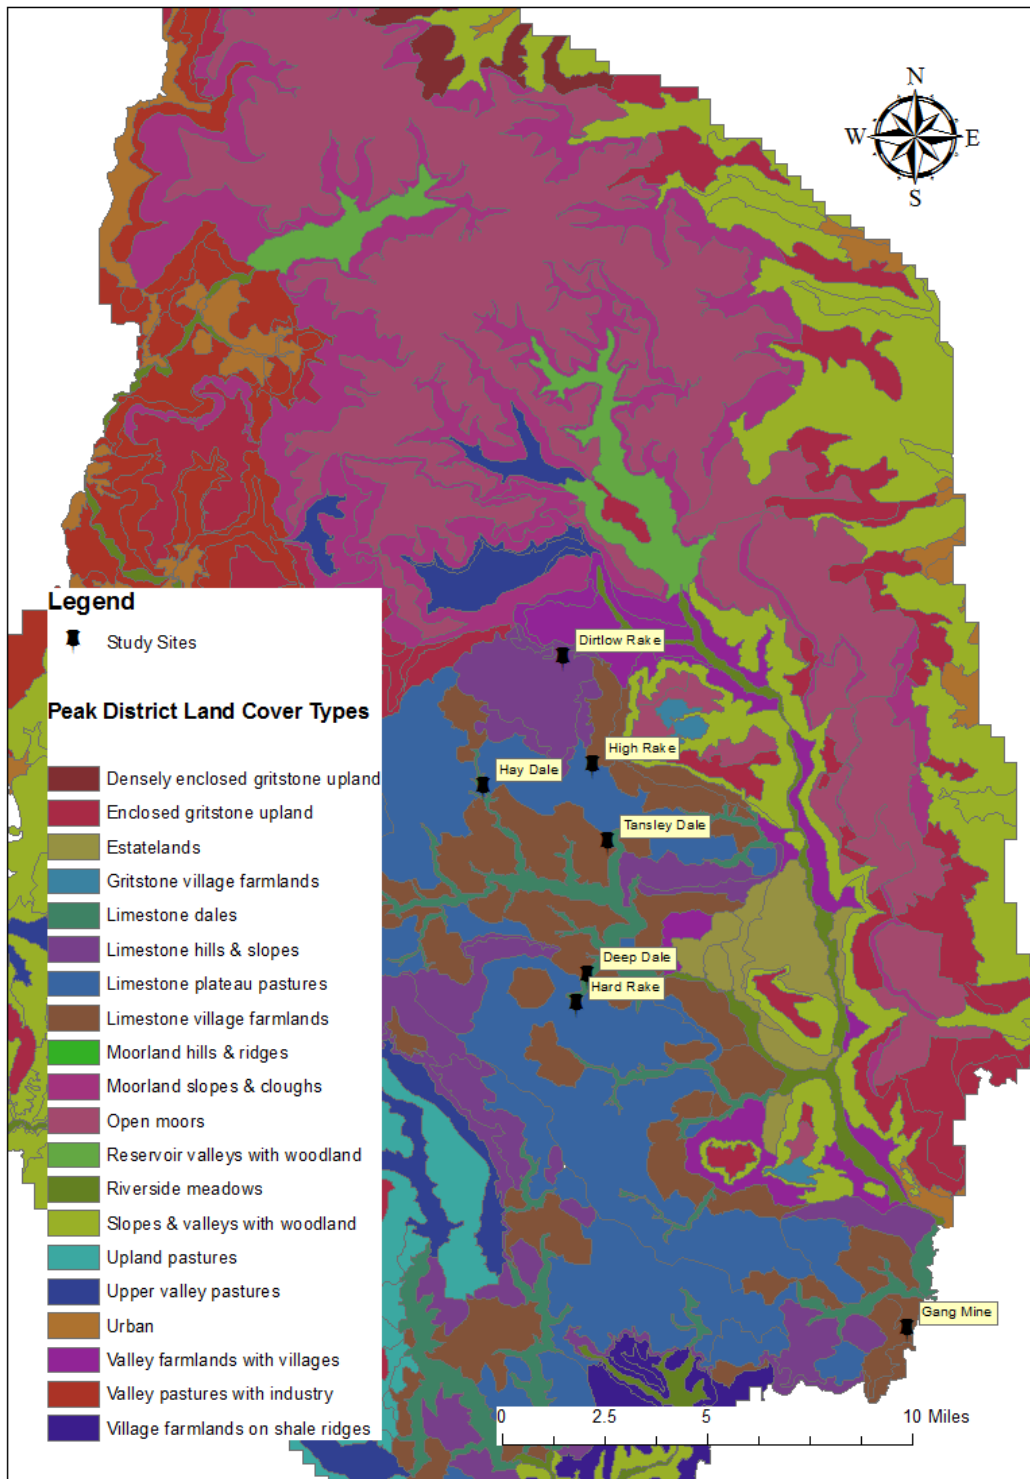 N
W E
S
Legend
Study Sites
Peak District Land Cover Types
Densely enclosed gritstone upland
Enclosed gritstone upland
Estatelands
Gritstone village farmlands
Limestone dales
Limestone hills & slopes
Limestone plateau pastures
Limestone village farmlands
Moorland hills & ridges
Moorland slopes & cloughs
Open moors
Reservoir valleys with woodland
Riverside meadows
Slopes & valleys with woodland
Upland pastures
Upper valley pastures
Urban
Valley farmlands with villages
Valley pastures with industry
Village farmlands on shale ridges
Dirtlow Rake
High Rake
Hay Dale
Tansley Dale
Deep Dale
Hard Rake
Gang Mine
0 2.5 5 10 Miles